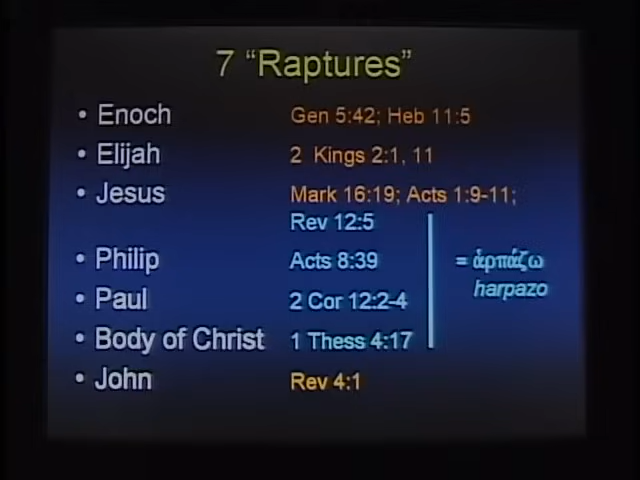 7 “Raptures”
• Enoch Gen 5:42; Heb 11:5
• Elijah 2 Kings 2:1, 11
• Jesus Mark 16:19; Acts 1:9-11;
Rev 12:5
• Philip Acts 8:39 = ἁρπάζω
• Paul 2 Cor 12:2-4 harpazo
• Body of Christ 1 Thess 4:17
• John Rev 4:1